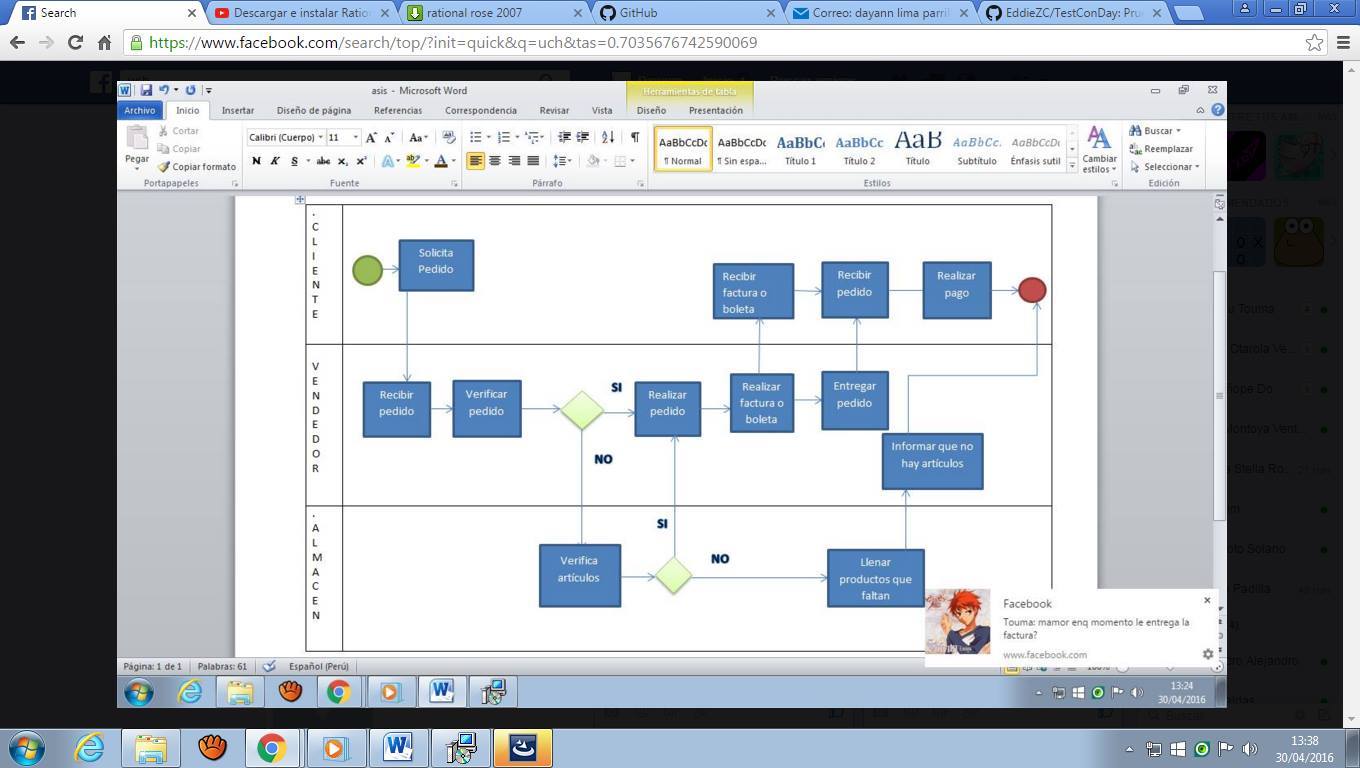 Search
Descargar e instalar Ration
rational rose 2007
GitHub
Correo: dayann lima parril
EddieZC/TestConDay: Pru
https://www.facebook.com/search/top/?init=quick&q=uch&tas=0.7035676742590069
asis - Microsoft Word
Herramientas de tabla
Archivo
Inicio
Insertar
Diseño de página
Referencias
Correspondencia
Revisar
Vista
Diseño
Presentación
Pegar
Cortar
Copiar
Copiar formato
Portapapeles
Calibri (Cuerpo)
11
N K S abc x₂ x²
Fuente
Párrafo
AaBbCcDc
¶ Normal
AaBbCcDc
¶ Sin espa...
AaBbC
Título 1
AaBbCc
Título 2
AaB
Título
AaBbCc.
Subtítulo
AaBbCcDc
Énfasis sutil
Cambiar
estilos
Estilos
Buscar
Reemplazar
Seleccionar
Edición
.
C
L
I
E
N
T
E
Solicita
Pedido
Recibir
factura o
boleta
Recibir
pedido
Realizar
pago
V
E
N
D
E
D
O
R
Recibir
pedido
Verificar
pedido
SI
NO
Realizar
pedido
Realizar
factura o
boleta
Entregar
pedido
Informar que no
hay artículos
.
A
L
M
A
C
E
N
Verifica
artículos
SI
NO
Llenar
productos que
faltan
Facebook
Touma: mamor enq momento le entrega la
factura?
www.facebook.com
Página: 1 de 1
Palabras: 61
Español (Perú)
13:24
30/04/2016
13:38
30/04/2016